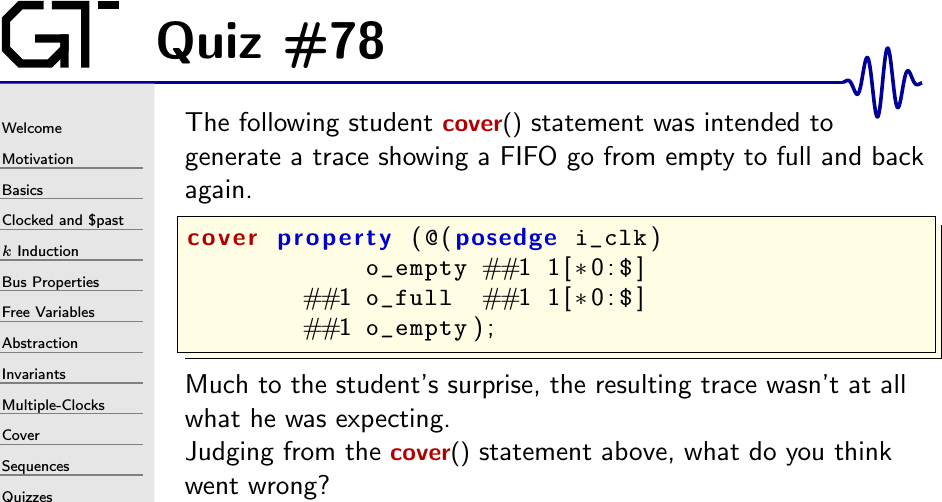 GT
Quiz #78
Welcome
Motivation
Basics
Clocked and $past
k Induction
Bus Properties
Free Variables
Abstraction
Invariants
Multiple-Clocks
Cover
Sequences
Quizzes
The following student cover() statement was intended to
generate a trace showing a FIFO go from empty to full and back
again.
cover property (@(posedge i_clk)
o_empty ##1 1[*0:$]
##1 o_full ##1 1[*0:$]
##1 o_empty);
Much to the student's surprise, the resulting trace wasn't at all
what he was expecting.
Judging from the cover() statement above, what do you think
went wrong?